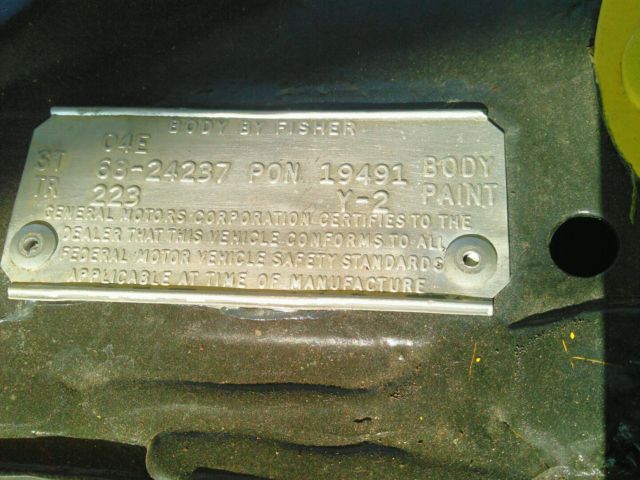 BODY BY FISHER
04E
ST 68-24237 PON 19491 BODY
TR 223 Y-2 PAINT
GENERAL MOTORS CORPORATION CERTIFIES TO THE
DEALER THAT THIS VEHICLE CONFORMS TO ALL
FEDERAL MOTOR VEHICLE SAFETY STANDARDS
APPLICABLE AT TIME OF MANUFACTURE